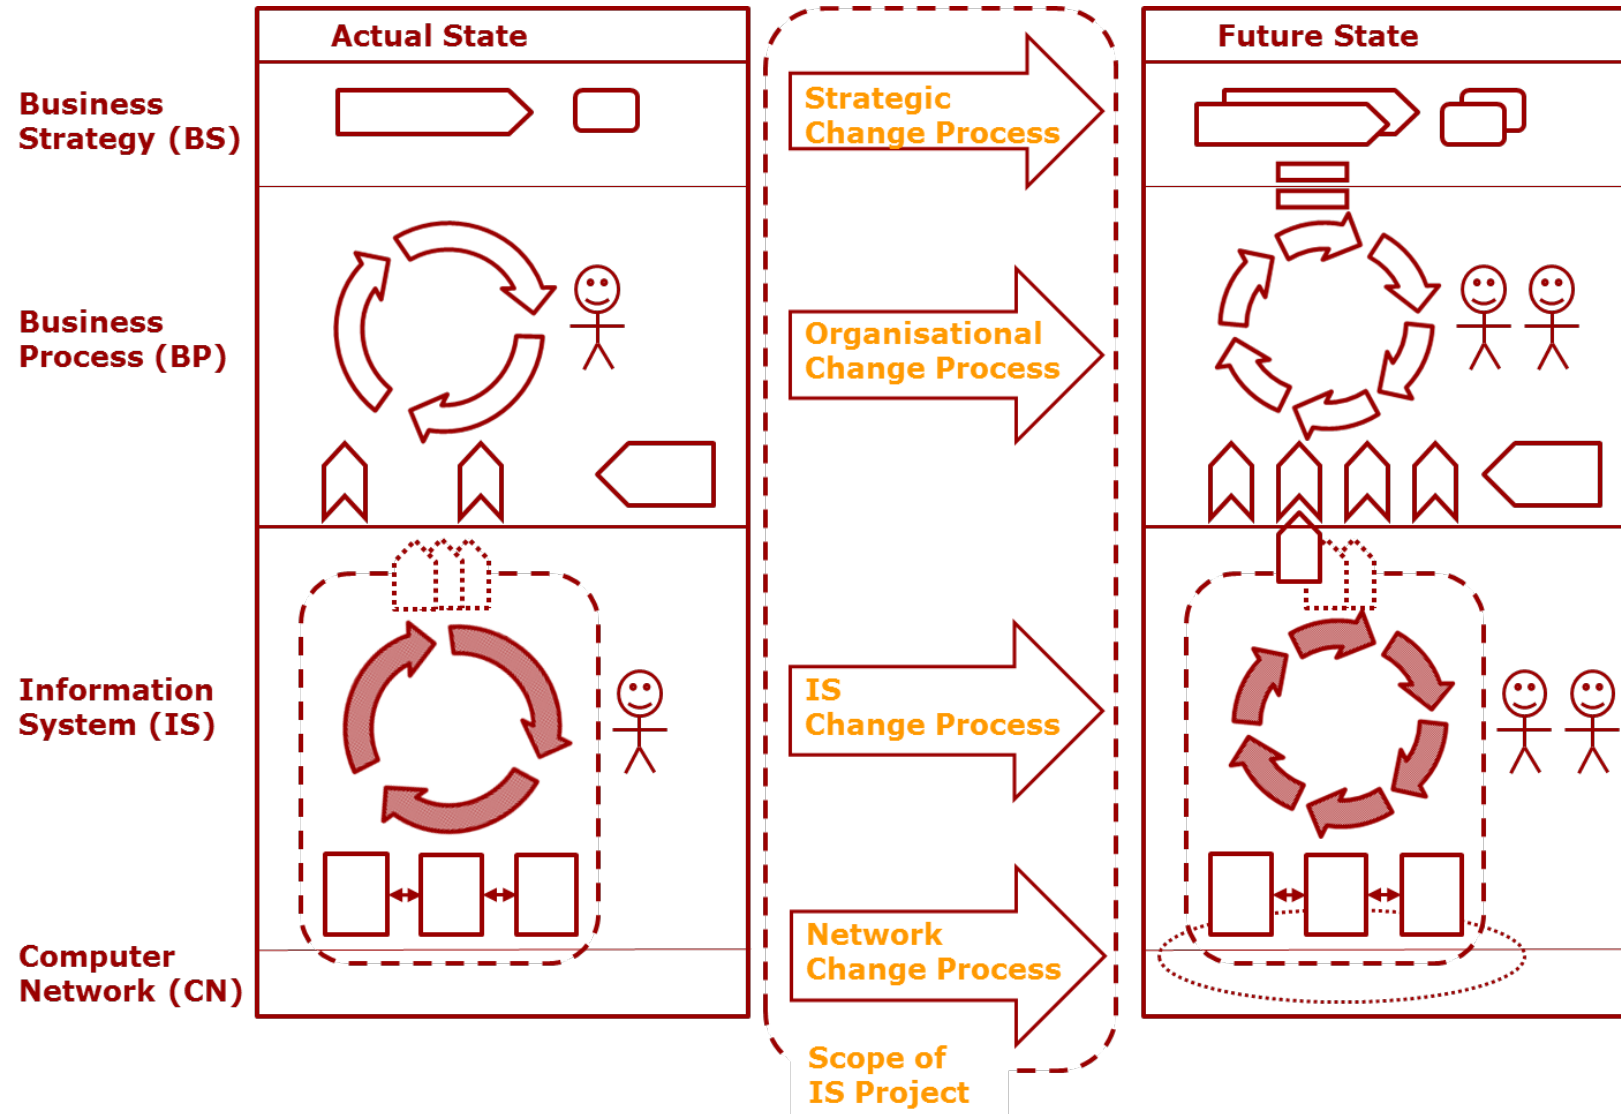 Actual State
Future State
Business
Strategy (BS)
Strategic
Change Process
Business
Process (BP)
Organisational
Change Process
Information
System (IS)
IS
Change Process
Computer
Network (CN)
Network
Change Process
Scope of
IS Project